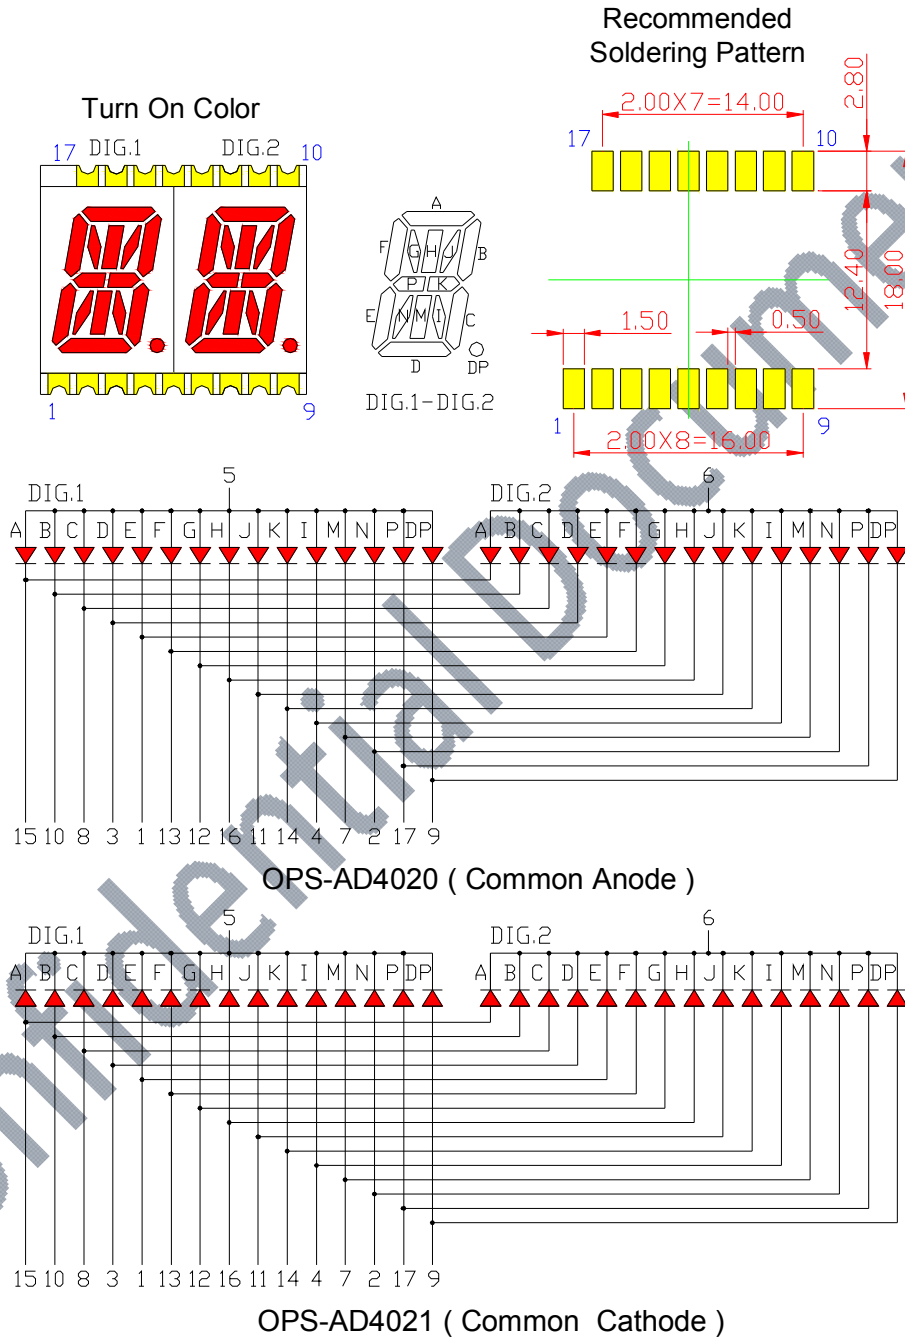 Recommended
Soldering Pattern
Turn On Color
17 DIG.1 DIG.2 10
1 9
A
F G H J B
P K
E N M I C
D DP
DIG.1-DIG.2
2.00X7=14.00
2.80
17 10
12.40
18.00
1.50 0.50
1 9
2.00X8=16.00
5 6
DIG.1 DIG.2
A B C D E F G H J K I M N P DP A B C D E F G H J K I M N P DP
15 10 8 3 1 13 12 16 11 14 4 7 2 17 9
OPS-AD4020 ( Common Anode )
5 6
DIG.1 DIG.2
A B C D E F G H J K I M N P DP A B C D E F G H J K I M N P DP
15 10 8 3 1 13 12 16 11 14 4 7 2 17 9
OPS-AD4021 ( Common Cathode )
onfidential Docume